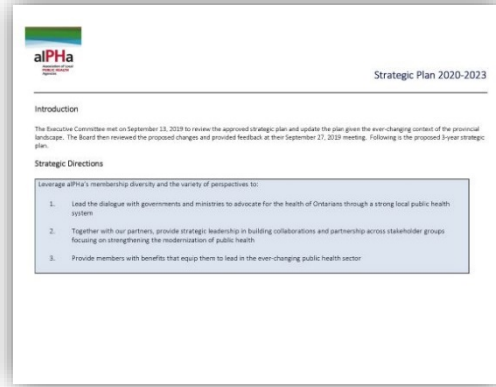 alPHa
Association of Local
PUBLIC HEALTH
Agencies
Strategic Plan 2020-2023
Introduction
The Executive Committee met on September 13, 2019 to review the approved strategic plan and update the plan given the ever-changing context of the provincial
landscape. The Board then reviewed the proposed changes and provided feedback at their September 27, 2019 meeting. Following is the proposed 3-year strategic
plan.
Strategic Directions
Leverage alPHa's membership diversity and the variety of perspectives to:
1. Lead the dialogue with governments and ministries to advocate for the health of Ontarians through a strong local public health
system
2. Together with our partners, provide strategic leadership in building collaborations and partnership across stakeholder groups
focusing on strengthening the modernization of public health
3. Provide members with benefits that equip them to lead in the ever-changing public health sector